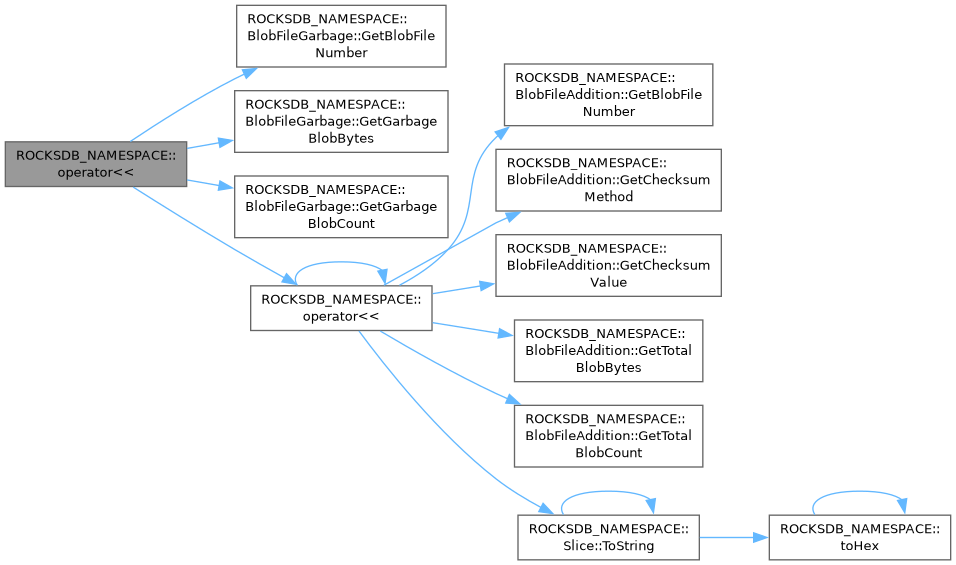 ROCKSDB_NAMESPACE::
BlobFileGarbage::GetBlobFile
Number
ROCKSDB_NAMESPACE::
BlobFileGarbage::GetGarbage
BlobBytes
ROCKSDB_NAMESPACE::
operator<<
ROCKSDB_NAMESPACE::
BlobFileGarbage::GetGarbage
BlobCount
ROCKSDB_NAMESPACE::
operator<<
ROCKSDB_NAMESPACE::
BlobFileAddition::GetBlobFile
Number
ROCKSDB_NAMESPACE::
BlobFileAddition::GetChecksum
Method
ROCKSDB_NAMESPACE::
BlobFileAddition::GetChecksum
Value
ROCKSDB_NAMESPACE::
BlobFileAddition::GetTotal
BlobBytes
ROCKSDB_NAMESPACE::
BlobFileAddition::GetTotal
BlobCount
ROCKSDB_NAMESPACE::
Slice::ToString
ROCKSDB_NAMESPACE::
toHex